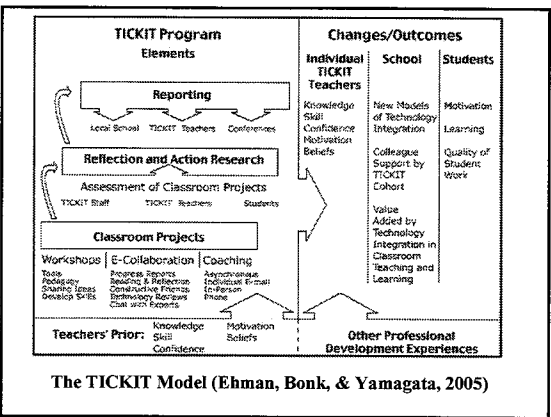 TICKIT Program
Elements
Reporting
Local School TICKIT Teachers Conferences
Reflection and Action Research
Assessment of Classroom Projects
TICKIT Staff TICKIT Teachers Students
Classroom Projects
Workshops
Tools
Pedagogy
Sharing Ideas
Develop Skills
E-Collaboration
Progress Reports
Reading & Reflection
Constructive Friends
Technology Reviews
Chat with Experts
Coaching
Asynchronous
Individual E-mail
In-Person
Phone
Teachers' Prior:
Knowledge
Skill
Confidence
Motivation
Beliefs
Changes/Outcomes
Individual
TICKIT
Teachers
Knowledge
Skill
Confidence
Motivation
Beliefs
School
New Models
of Technology
Integration
Colleague
Support by
TICKIT
Cohort
Value
Added by
Technology
Integration in
Classroom
Teaching and
Learning
Students
Motivation
Learning
Quality of
Student
Work
Other Professional
Development Experiences
The TICKIT Model (Ehman, Bonk, & Yamagata, 2005)